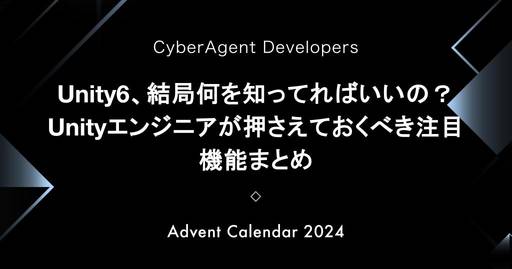 CyberAgent Developers
Unity6、結局何を知ってればいいの？
Unityエンジニアが押さえておくべき注目
機能まとめ
Advent Calendar 2024